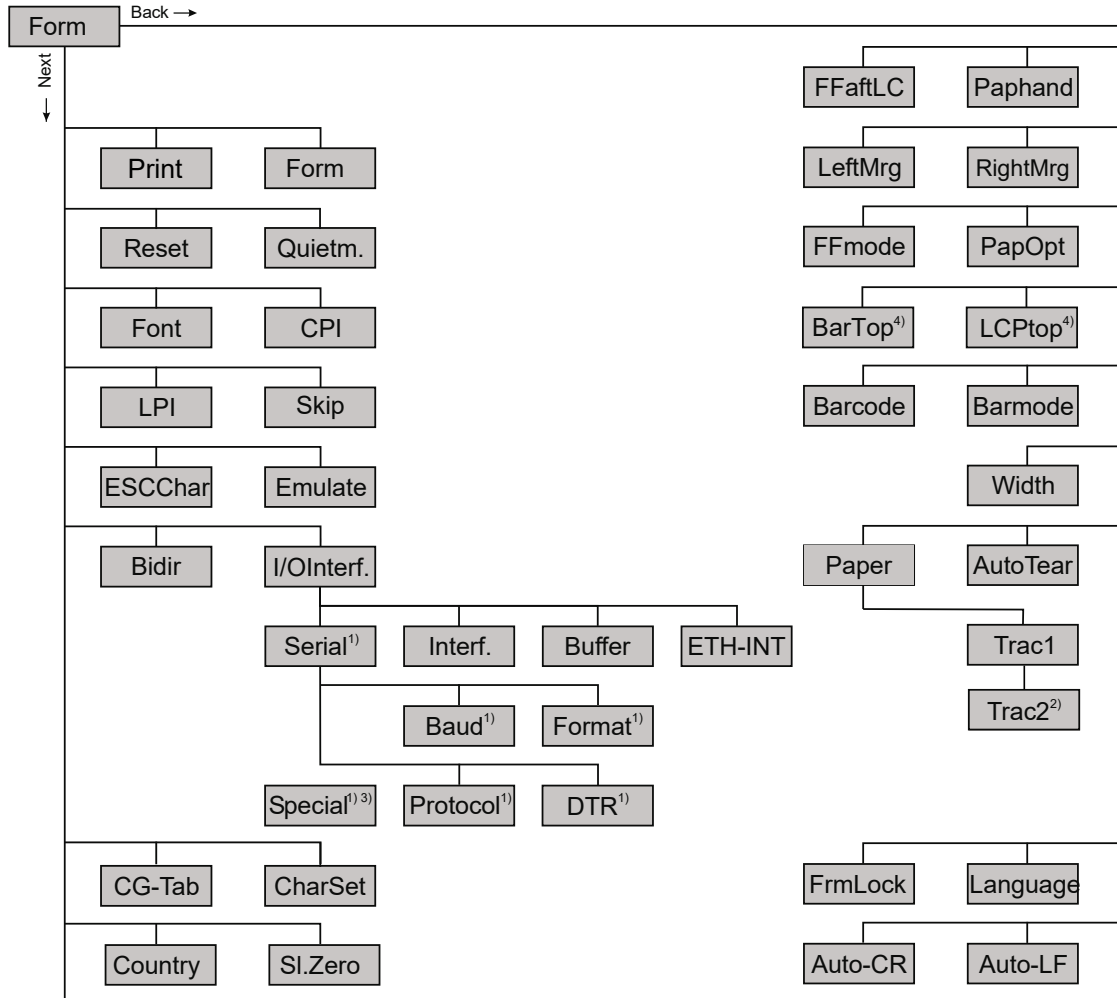 Form
Back
Next
FFaftLC Paphand
Print Form
LeftMrg RightMrg
Reset Quietm.
FFmode PapOpt
Font CPI
BarTop4) LCPtop4)
LPI Skip
Barcode Barmode
ESCChar Emulate
Width
Bidir I/OInterf.
Paper AutoTear
Serial1) Interf. Buffer ETH-INT
Trac1
Baud1) Format1)
Trac22)
Special1) 3) Protocol1) DTR1)
CG-Tab CharSet
FrmLock Language
Country Sl.Zero
Auto-CR Auto-LF